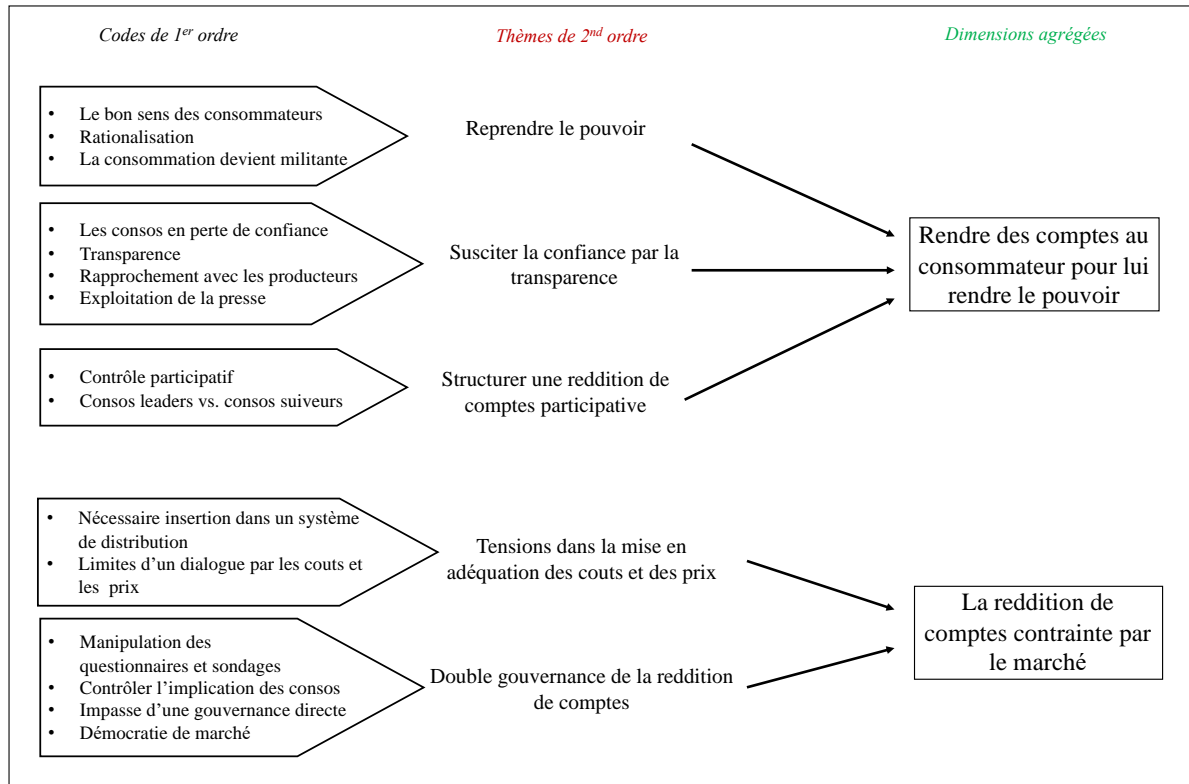 Codes de 1er ordre
Thèmes de 2nd ordre
Dimensions agrégées
• Le bon sens des consommateurs
• Rationalisation
• La consommation devient militante
Reprendre le pouvoir
• Les consos en perte de confiance
• Transparence
• Rapprochement avec les producteurs
• Exploitation de la presse
Susciter la confiance par la
transparence
Rendre des comptes au
consommateur pour lui
rendre le pouvoir
• Contrôle participatif
• Consos leaders vs. consos suiveurs
Structurer une reddition de
comptes participative
• Nécessaire insertion dans un système
de distribution
• Limites d’un dialogue par les couts et
les prix
Tensions dans la mise en
adéquation des couts et des prix
La reddition de
comptes contrainte par
le marché
• Manipulation des
questionnaires et sondages
• Contrôler l’implication des consos
• Impasse d’une gouvernance directe
• Démocratie de marché
Double gouvernance de la reddition
de comptes